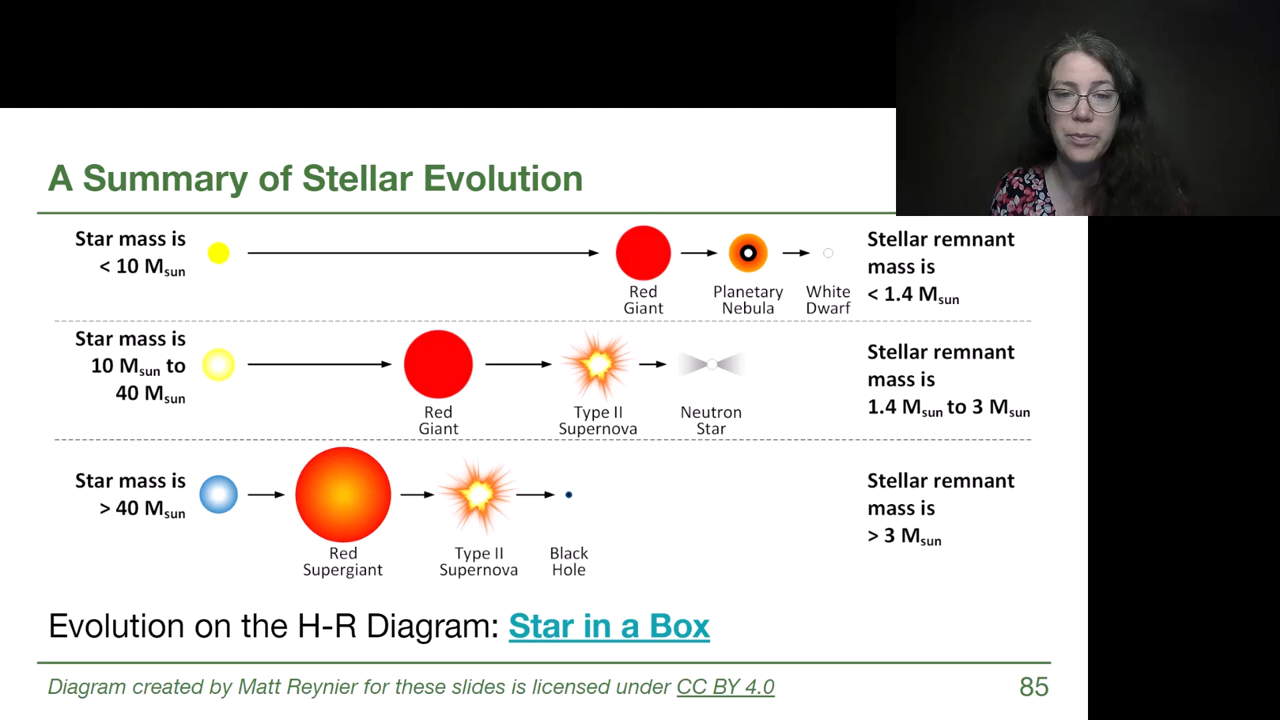 A Summary of Stellar Evolution
Star mass is
< 10 Msun
Red
Giant
Planetary
Nebula
White
Dwarf
Stellar remnant
mass is
< 1.4 Msun
Star mass is
10 Msun to
40 Msun
Red
Giant
Type II
Supernova
Neutron
Star
Stellar remnant
mass is
1.4 Msun to 3 Msun
Star mass is
> 40 Msun
Red
Supergiant
Type II
Supernova
Black
Hole
Stellar remnant
mass is
> 3 Msun
Evolution on the H-R Diagram: Star in a Box
Diagram created by Matt Reynier for these slides is licensed under CC BY 4.0
85